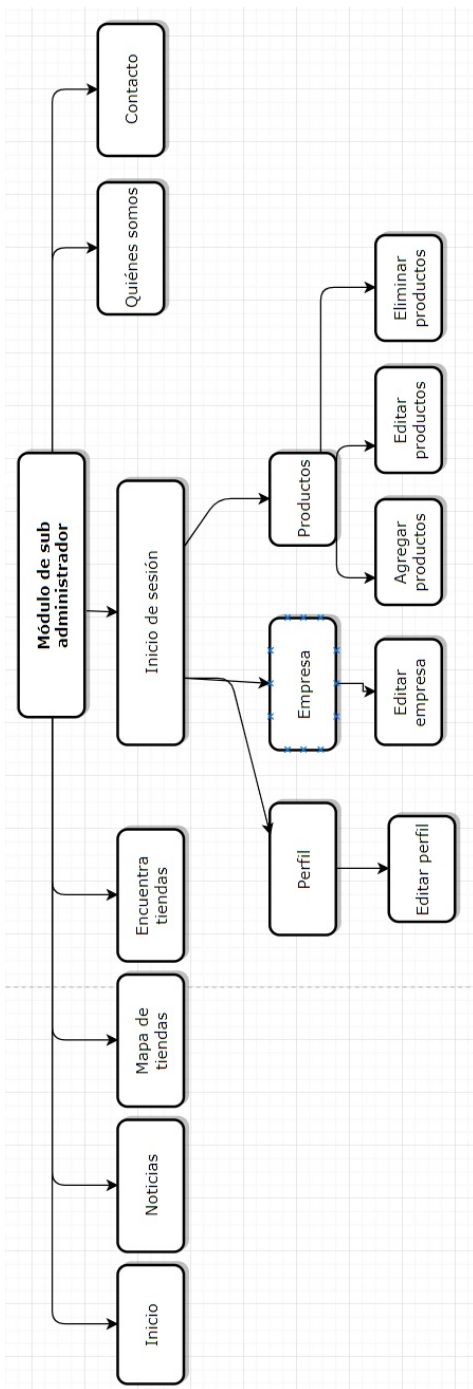 Módulo de sub
administrador
Inicio
Noticias
Mapa de
tiendas
Encuentra
tiendas
Inicio de sesión
Quiénes somos
Contacto
Perfil
Empresa
Productos
Editar perfil
Editar
empresa
Agregar
productos
Editar
productos
Eliminar
productos